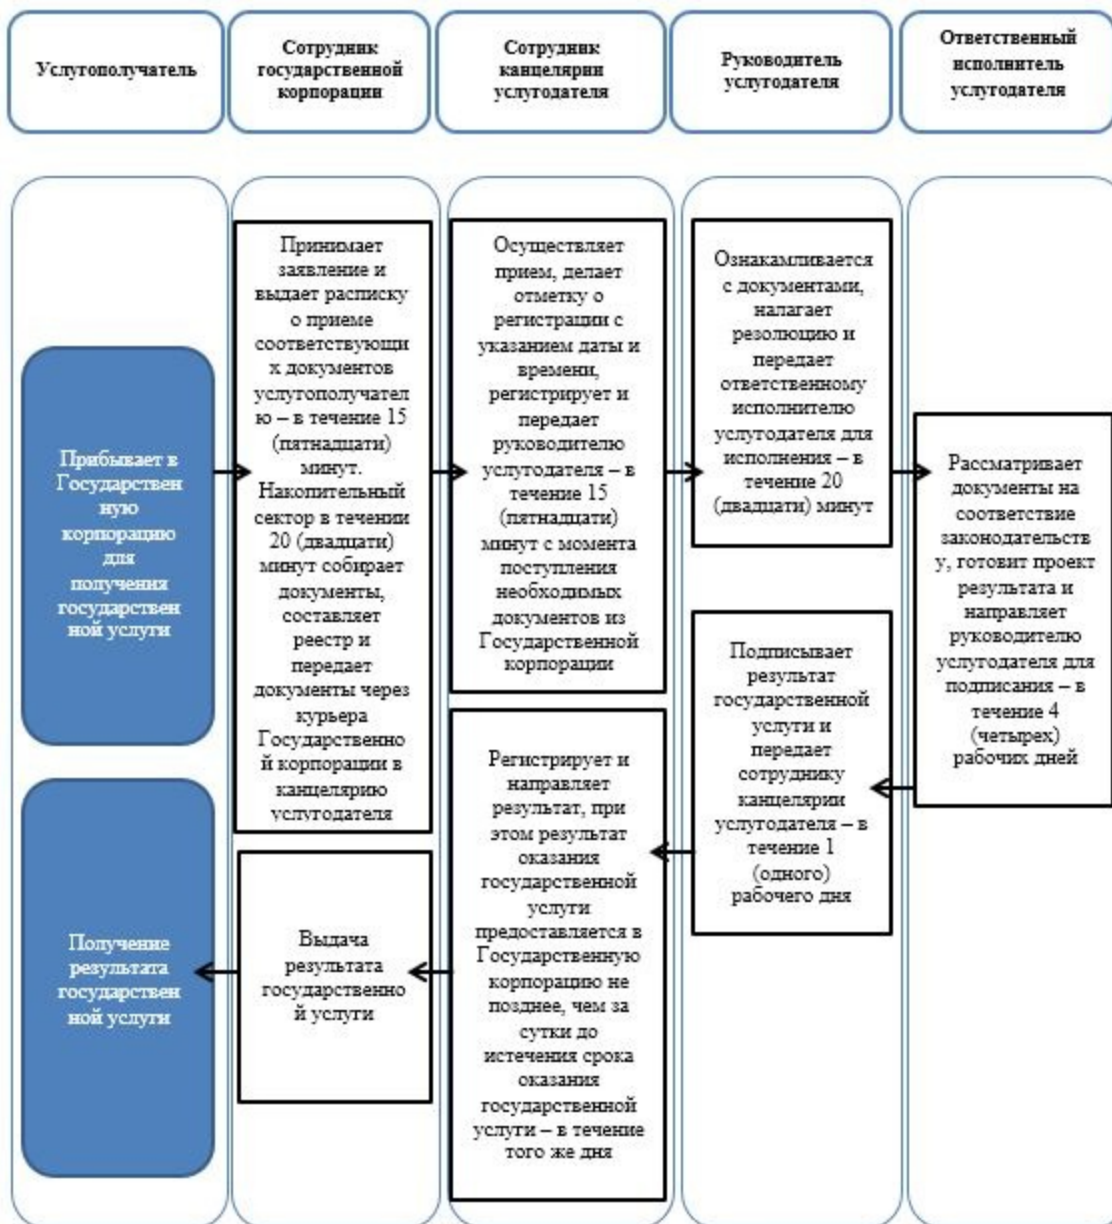 Услугополучатель
Сотрудник
государственной
корпорации
Сотрудник
канцелярии
услугодателя
Руководитель
услугодателя
Ответственный
исполнитель
услугодателя
Прибывает в
Государствен
ную
корпорацию
для
получения
государствен
ной услуги
Принимает
заявление и
выдает расписку
о приеме
соответствующи
х документов
услугополучател
ю – в течение 15
(пятнадцати)
минут.
Накопительный
сектор в течении
20 (двадцати)
минут собирает
документы,
составляет
реестр и
передает
документы через
курьера
Государственно
й корпорации в
канцелярию
услугодателя
Осуществляет
прием, делает
отметку о
регистрации с
указанием даты и
времени,
регистрирует и
передает
руководителю
услугодателя – в
течение 15
(пятнадцати)
минут с момента
поступления
необходимых
документов из
Государственной
корпорации
Ознакамливается
с документами,
налагает
резолюцию и
передает
ответственному
исполнителю
услугодателя для
исполнения – в
течение 20
(двадцати) минут
Рассматривает
документы на
соответствие
законодательств
у, готовит проект
результата и
направляет
руководителю
услугодателя для
подписания – в
течение 4
(четырех)
рабочих дней
Подписывает
результат
государственной
услуги и
передает
сотруднику
канцелярии
услугодателя – в
течение 1
(одного)
рабочего дня
Регистрирует и
направляет
результат, при
этом результат
оказания
государственной
услуги
предоставляется в
Государственную
корпорацию не
позднее, чем за
сутки до
истечения срока
оказания
государственной
услуги – в течение
того же дня
Выдача
результата
государственно
й услуги
Получение
результата
государствен
ной услуги